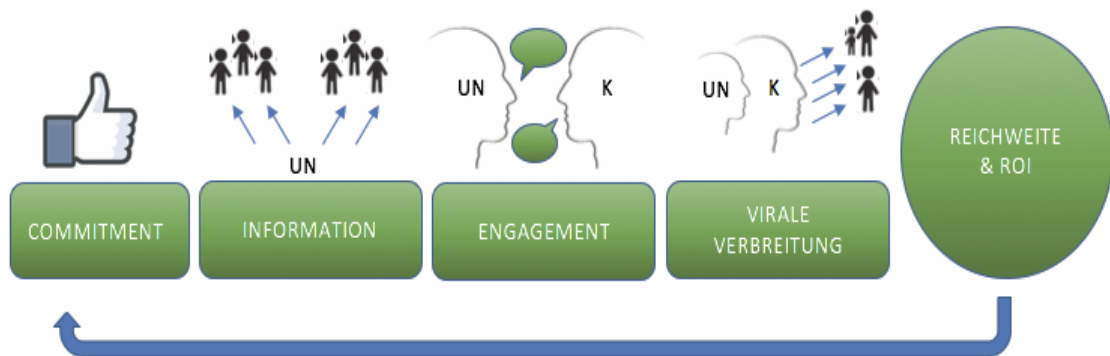 UN
UN
K
UN
K
REICHWEITE
& ROI
COMMITMENT
INFORMATION
ENGAGEMENT
VIRALE
VERBREITUNG